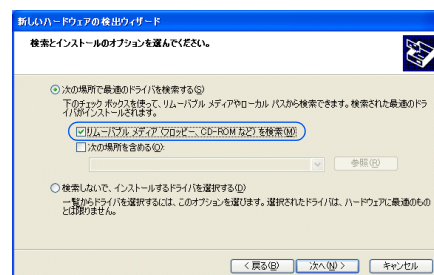 新しいハードウェアの検出ウィザード
検索とインストールのオプションを選んでください。
次の場所で最適のドライバを検索する(S)
下のチェック ボックスを使って、リムーバブル メディアやローカル パスから検索できます。検索された最適のドラ
イバがインストールされます。
リムーバブル メディア (フロッピー、CD-ROM など) を検索(M)
次の場所を含める(O):
参照(R)
検索しないで、インストールするドライバを選択する(D)
一覧からドライバを選択するには、このオプションを選びます。選択されたドライバは、ハードウェアに最適のもの
とは限りません。
< 戻る(B)
次へ(N) >
キャンセル